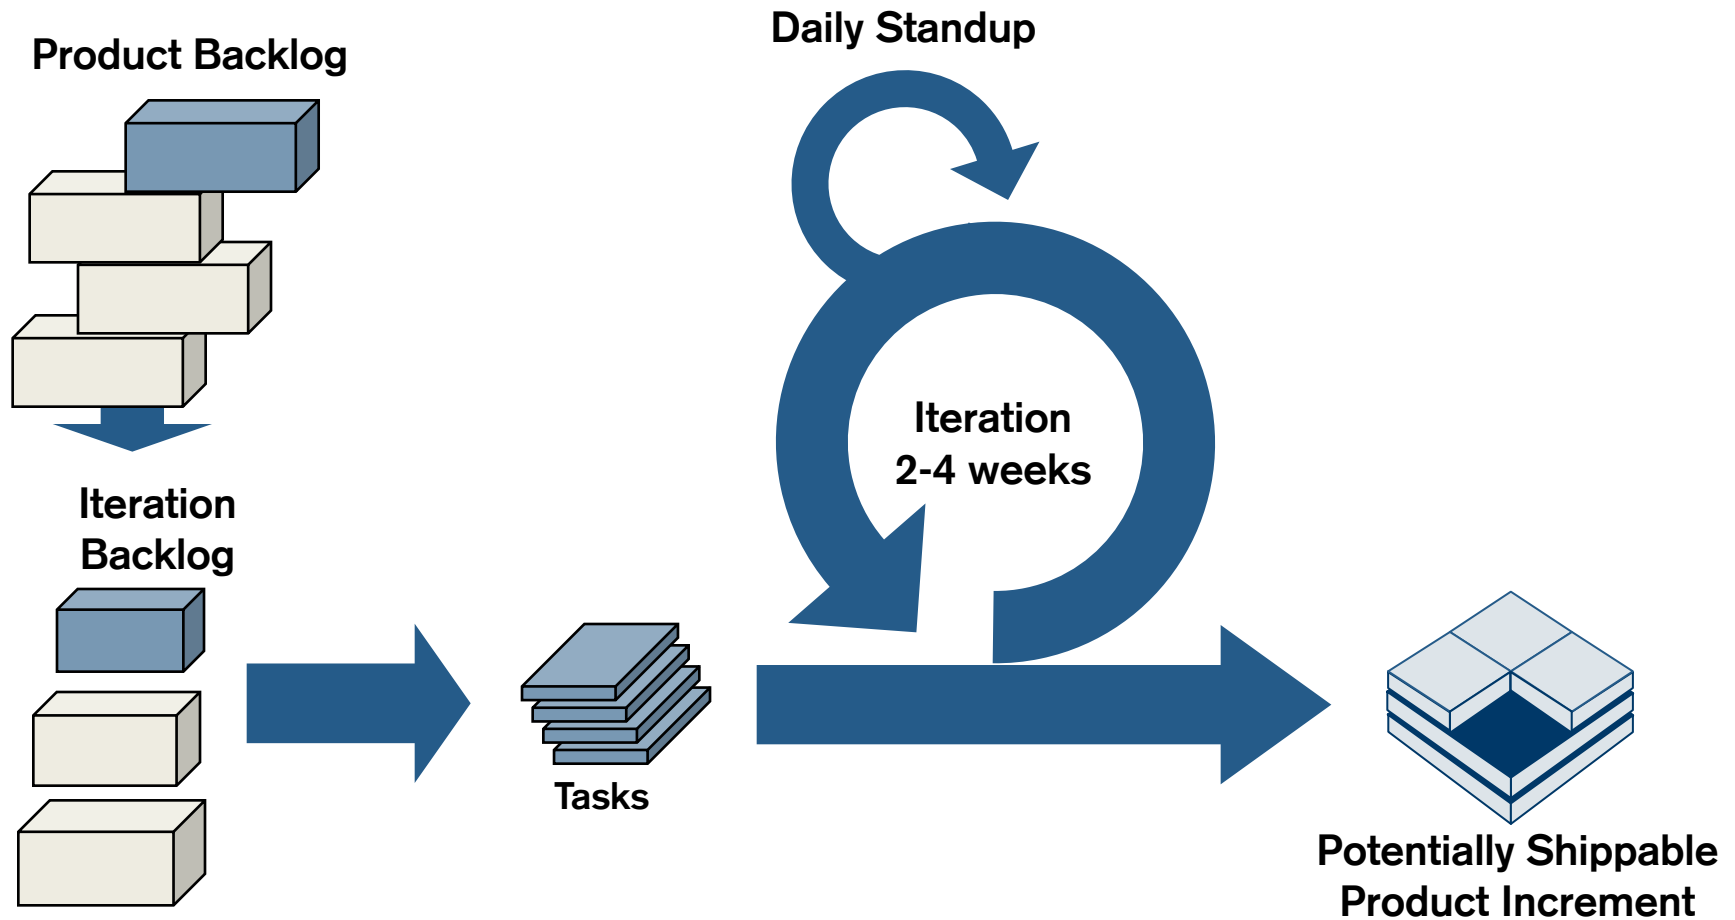 Product Backlog
Daily Standup
Iteration
2-4 weeks
Iteration
Backlog
Tasks
Potentially Shippable
Product Increment